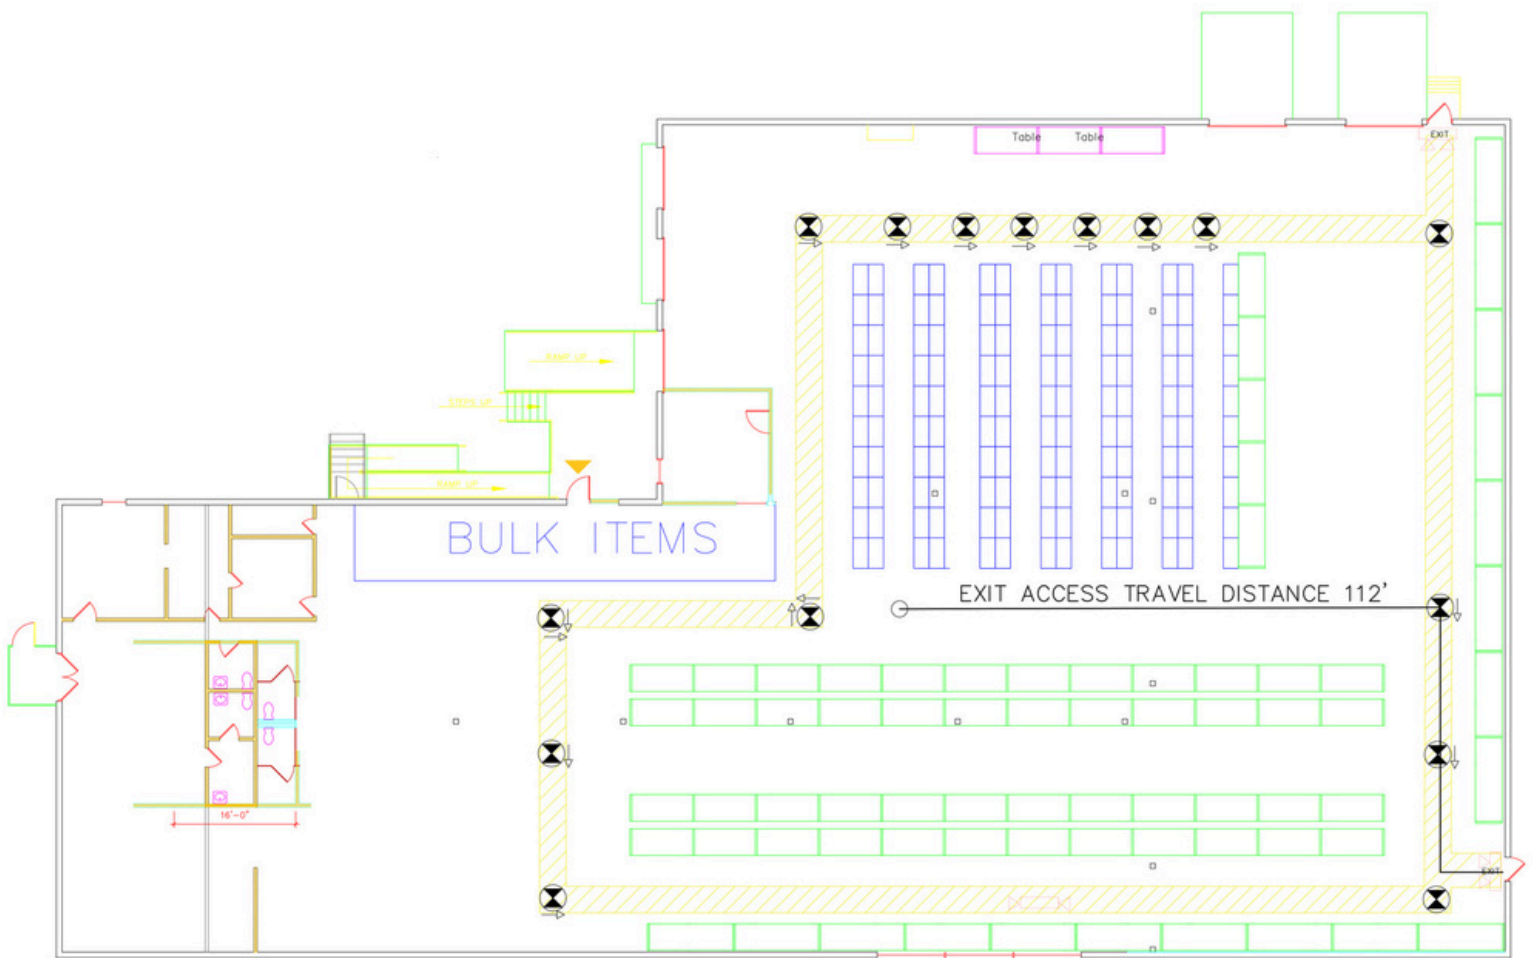 Table Table
EXIT
RAMP UP
STEPS UP
RAMP UP
BULK ITEMS
EXIT ACCESS TRAVEL DISTANCE 112'
16'-0"
EXIT